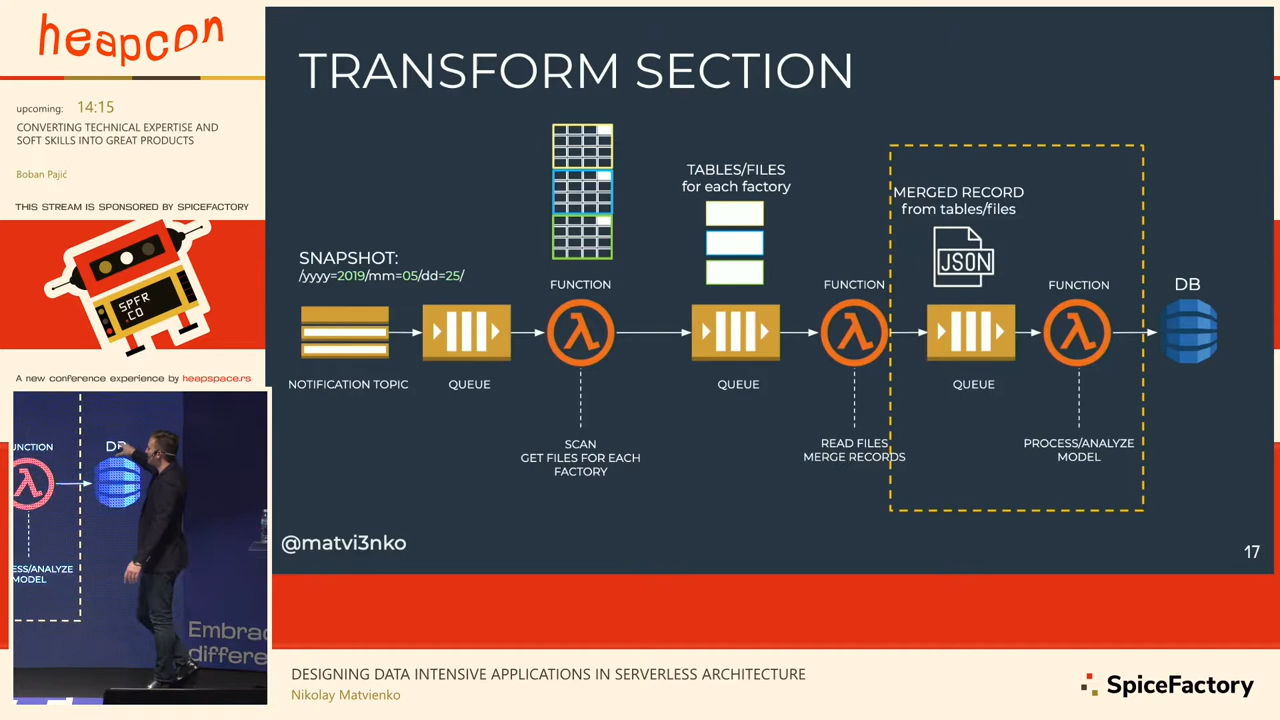 heapcon
upcoming: 14:15
CONVERTING TECHNICAL EXPERTISE AND
SOFT SKILLS INTO GREAT PRODUCTS
Boban Pajić
THIS STREAM IS SPONSORED BY SPICEFACTORY
SPFR
.CO
A new conference experience by heapspace.rs
TRANSFORM SECTION
TABLES/FILES
for each factory
MERGED RECORD
from tables/files
JSON
SNAPSHOT:
/yyyy=2019/mm=05/dd=25/
FUNCTION
FUNCTION
FUNCTION
DB
NOTIFICATION TOPIC
QUEUE
QUEUE
QUEUE
SCAN
GET FILES FOR EACH
FACTORY
READ FILES,
MERGE RECORDS
PROCESS/ANALYZE
MODEL
@matvi3nko
17
UNCTION
DB
ESS/ANALYZE
MODEL
Embrac
differe
DESIGNING DATA INTENSIVE APPLICATIONS IN SERVERLESS ARCHITECTURE
Nikolay Matvienko
SpiceFactory